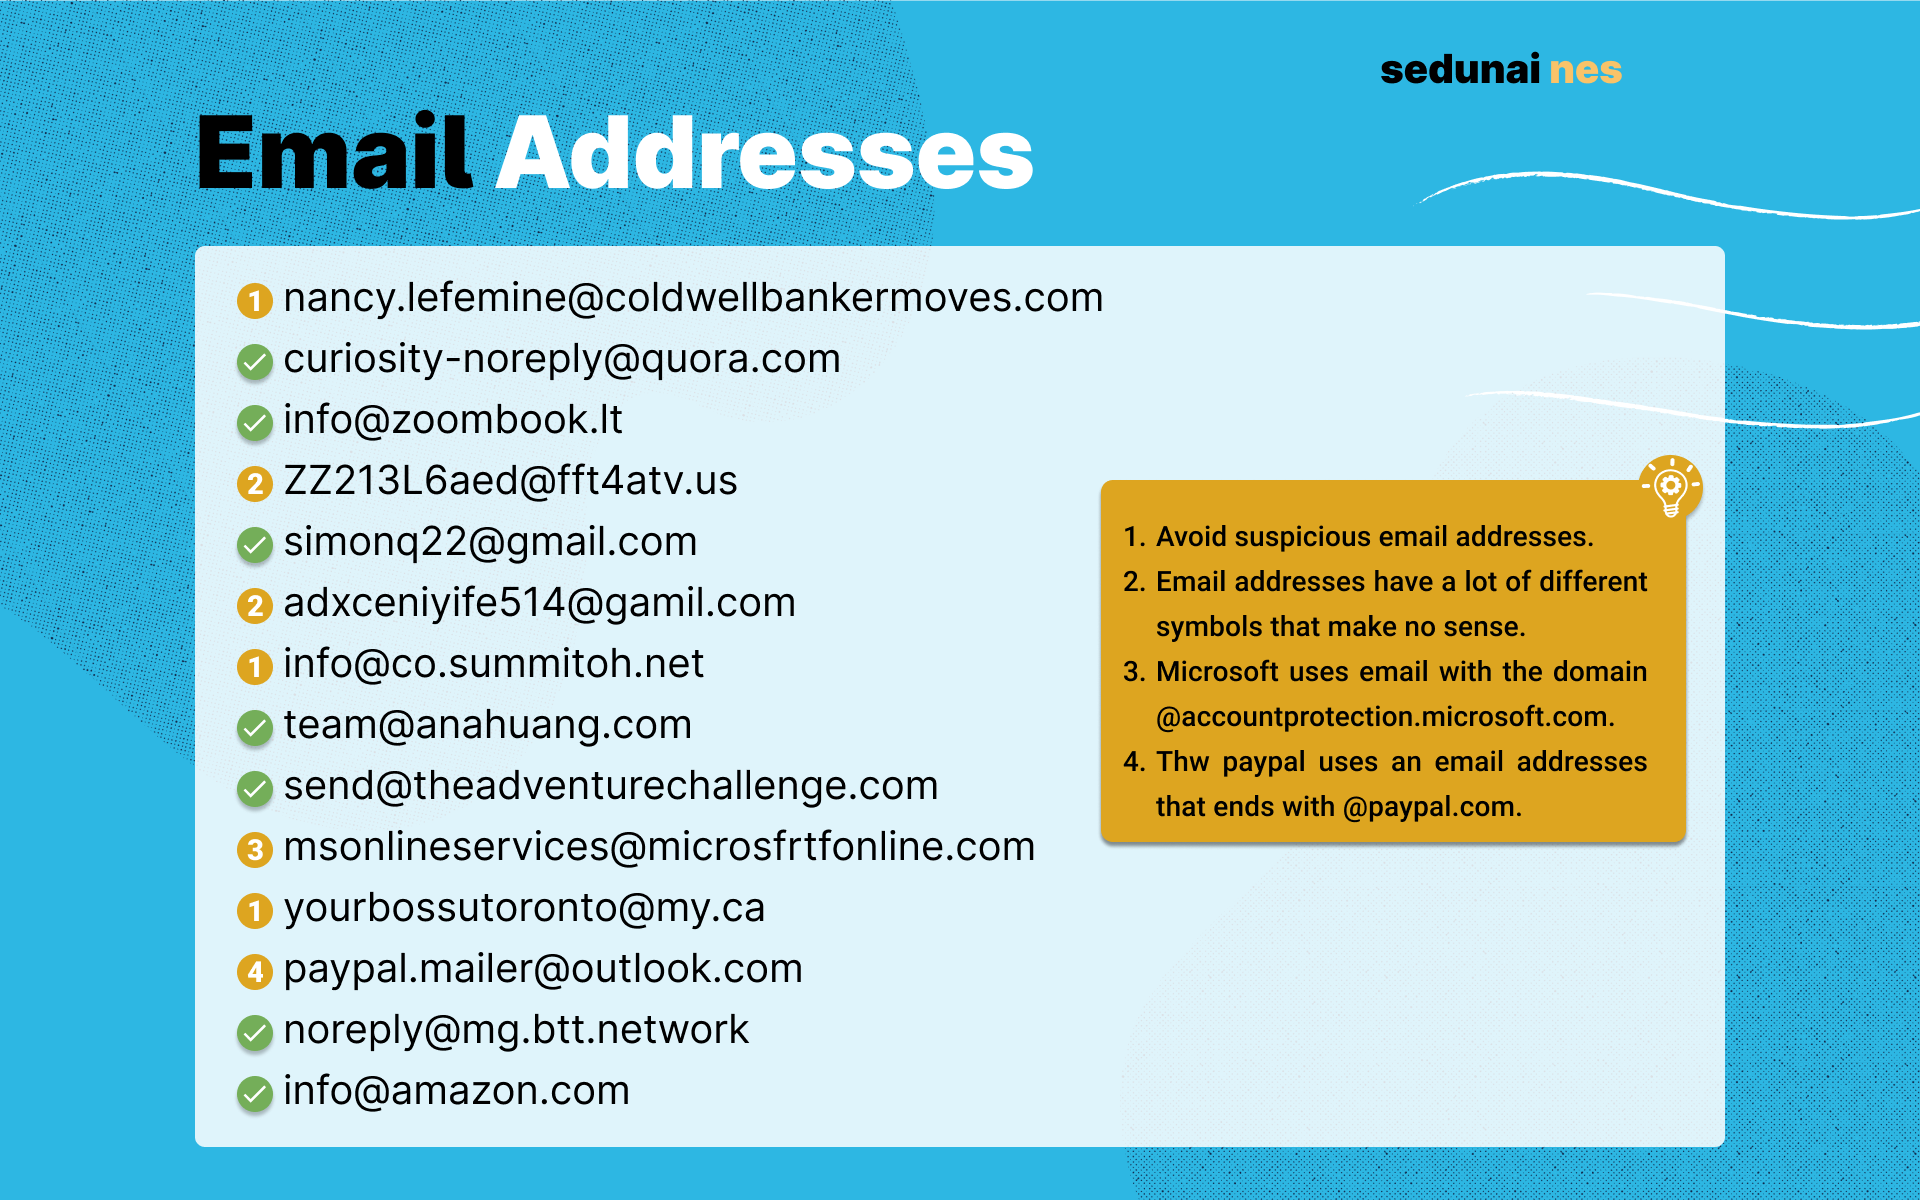 sedunai nes
Email Addresses
1 nancy.lefemine@coldwellbankermoves.com
curiosity-noreply@quora.com
info@zoombook.lt
2 ZZ213L6aed@fft4atv.us
simonq22@gmail.com
2 adxceniyife514@gamil.com
1 info@co.summitoh.net
team@anahuang.com
send@theadventurechallenge.com
3 msonlineservices@microsfrtfonline.com
1 yourbossutoronto@my.ca
4 paypal.mailer@outlook.com
noreply@mg.btt.network
info@amazon.com
1. Avoid suspicious email addresses.
2. Email addresses have a lot of different
symbols that make no sense.
3. Microsoft uses email with the domain
@accountprotection.microsoft.com.
4. Thw paypal uses an email addresses
that ends with @paypal.com.